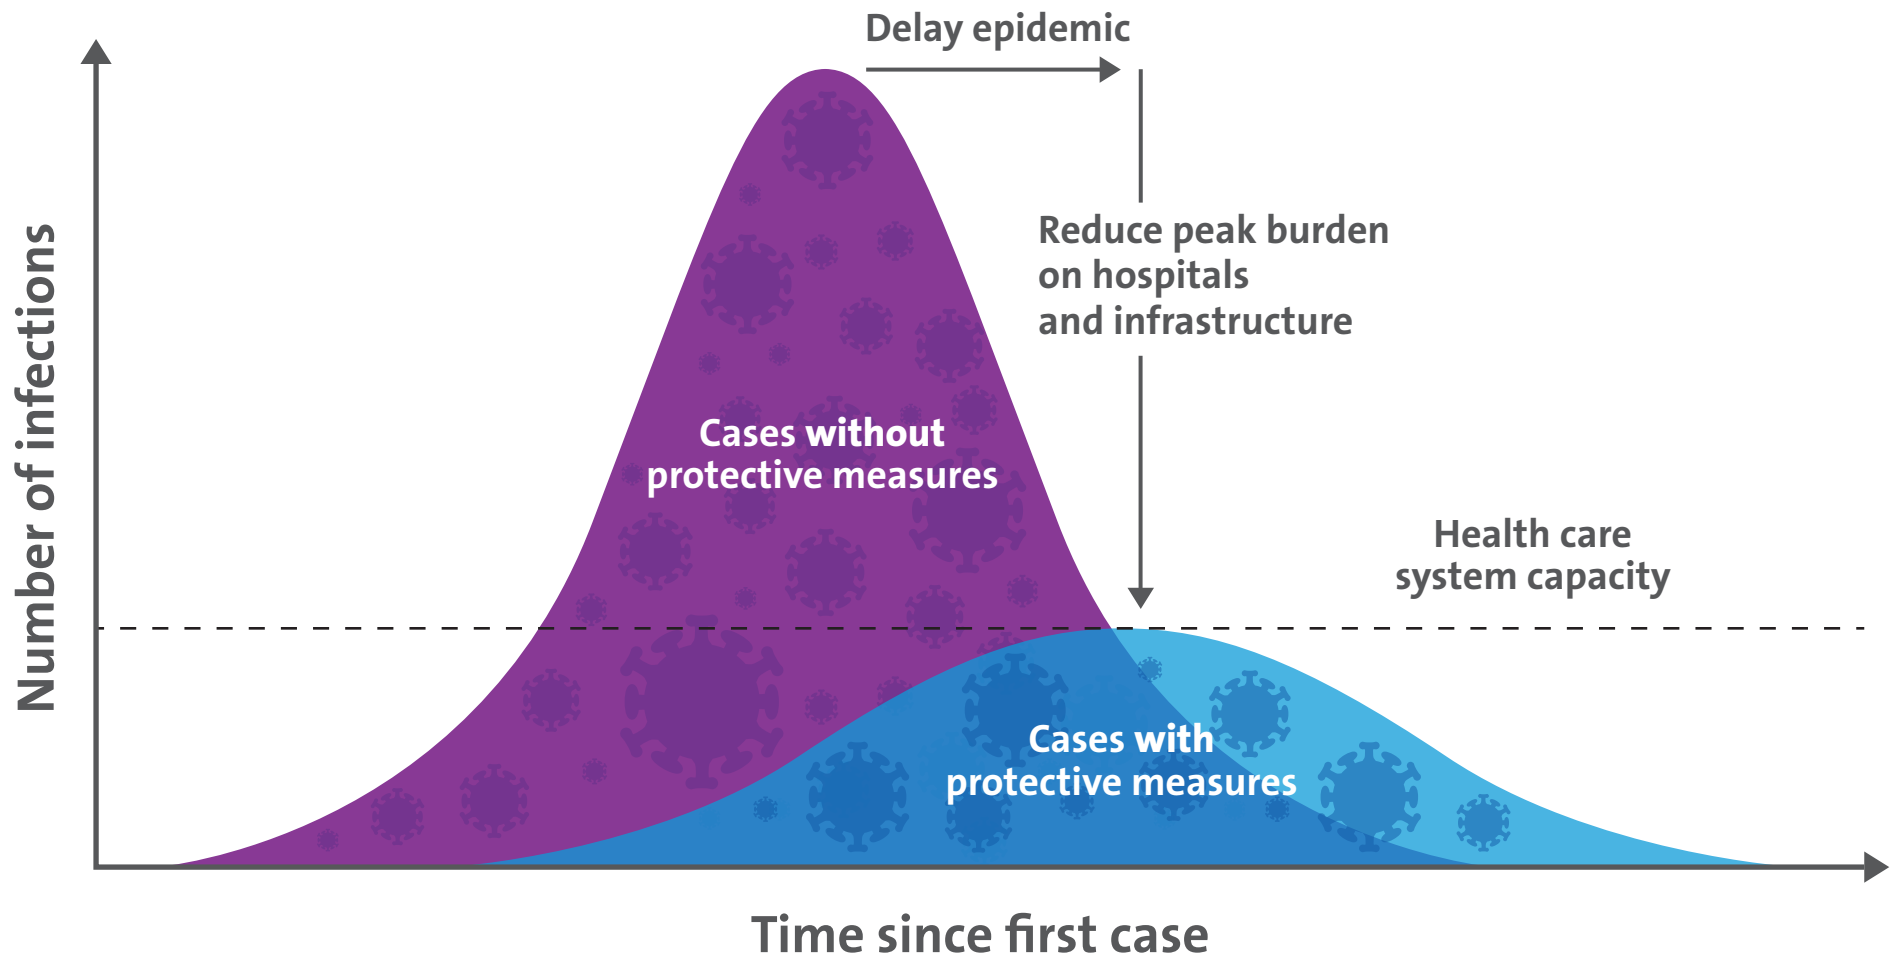 Delay epidemic
Reduce peak burden
on hospitals
and infrastructure
Number of infections
Cases without
protective measures
Health care
system capacity
Cases with
protective measures
Time since first case